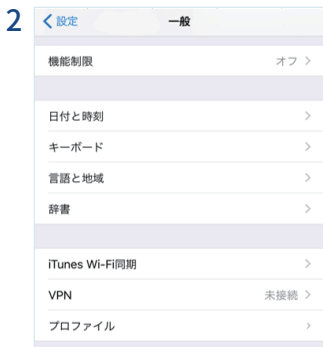 2
設定 一般
機能制限 オフ
日付と時刻
キーボード
言語と地域
辞書
iTunes Wi-Fi同期
VPN 未接続
プロファイル